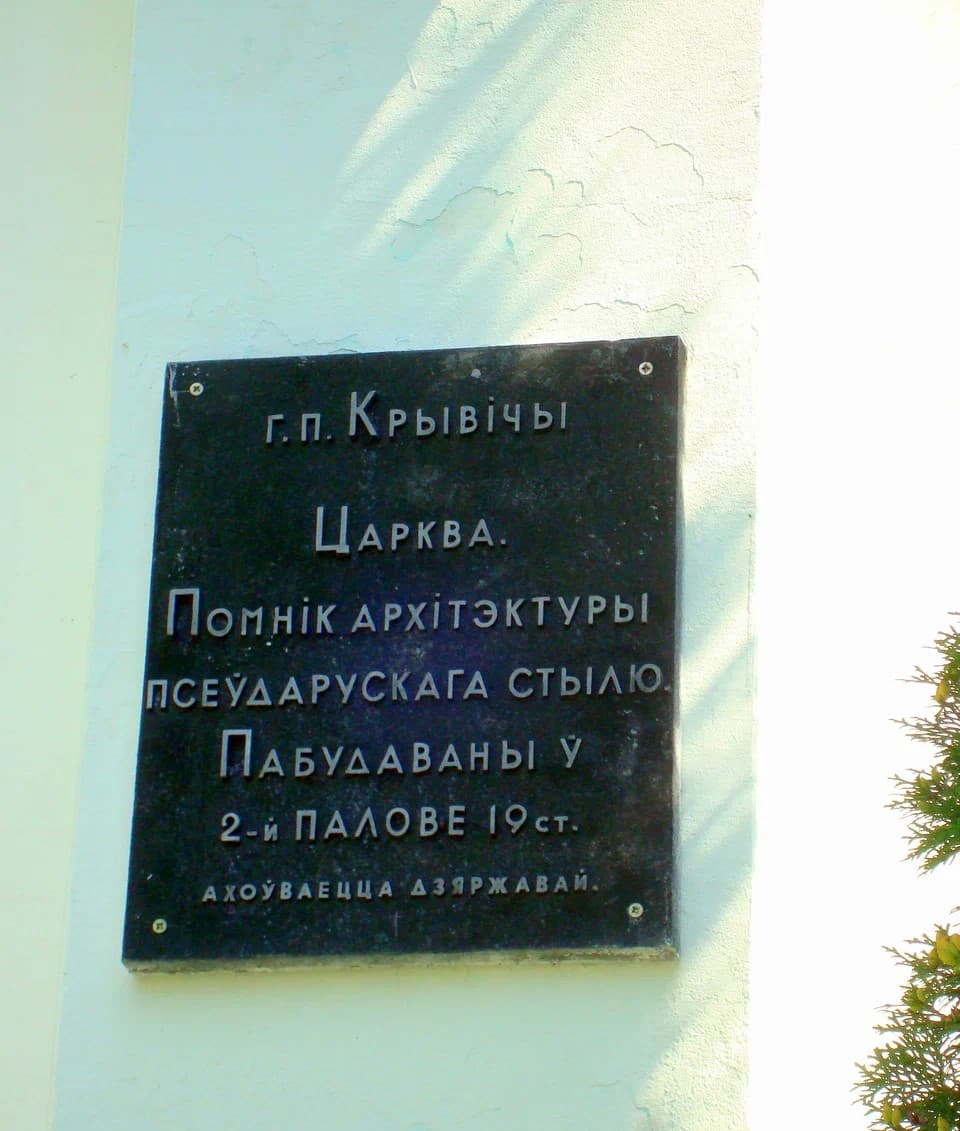 г.п. Крывічы
Царква.
Помнік архітэктуры
псеўдарускага стылю.
Пабудаваны ў
2-й палове 19 ст.
Ахоўваецца дзяржавай.